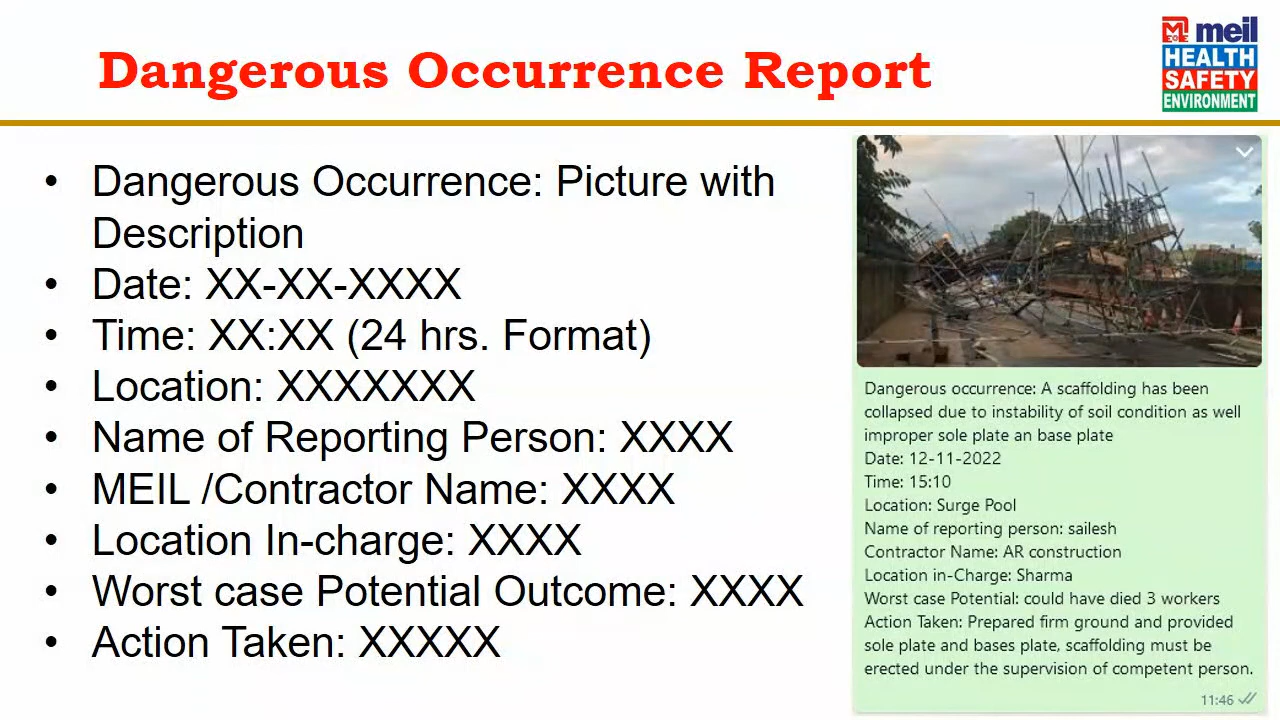 Dangerous Occurrence Report
meil
HEALTH
SAFETY
ENVIRONMENT
• Dangerous Occurrence: Picture with
Description
• Date: XX-XX-XXXX
• Time: XX:XX (24 hrs. Format)
• Location: XXXXXXX
• Name of Reporting Person: XXXX
• MEIL /Contractor Name: XXXX
• Location In-charge: XXXX
• Worst case Potential Outcome: XXXX
• Action Taken: XXXXX
Dangerous occurrence: A scaffolding has been
collapsed due to instability of soil condition as well
improper sole plate an base plate
Date: 12-11-2022
Time: 15:10
Location: Surge Pool
Name of reporting person: sailesh
Contractor Name: AR construction
Location in-Charge: Sharma
Worst case Potential: could have died 3 workers
Action Taken: Prepared firm ground and provided
sole plate and bases plate, scaffolding must be
erected under the supervision of competent person.
11:46